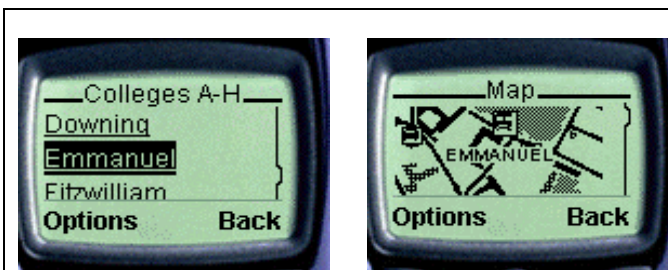 Colleges A-H
Downing
Emmanuel
Fitzwilliam
Options Back
Map
EMMANUEL
Options Back